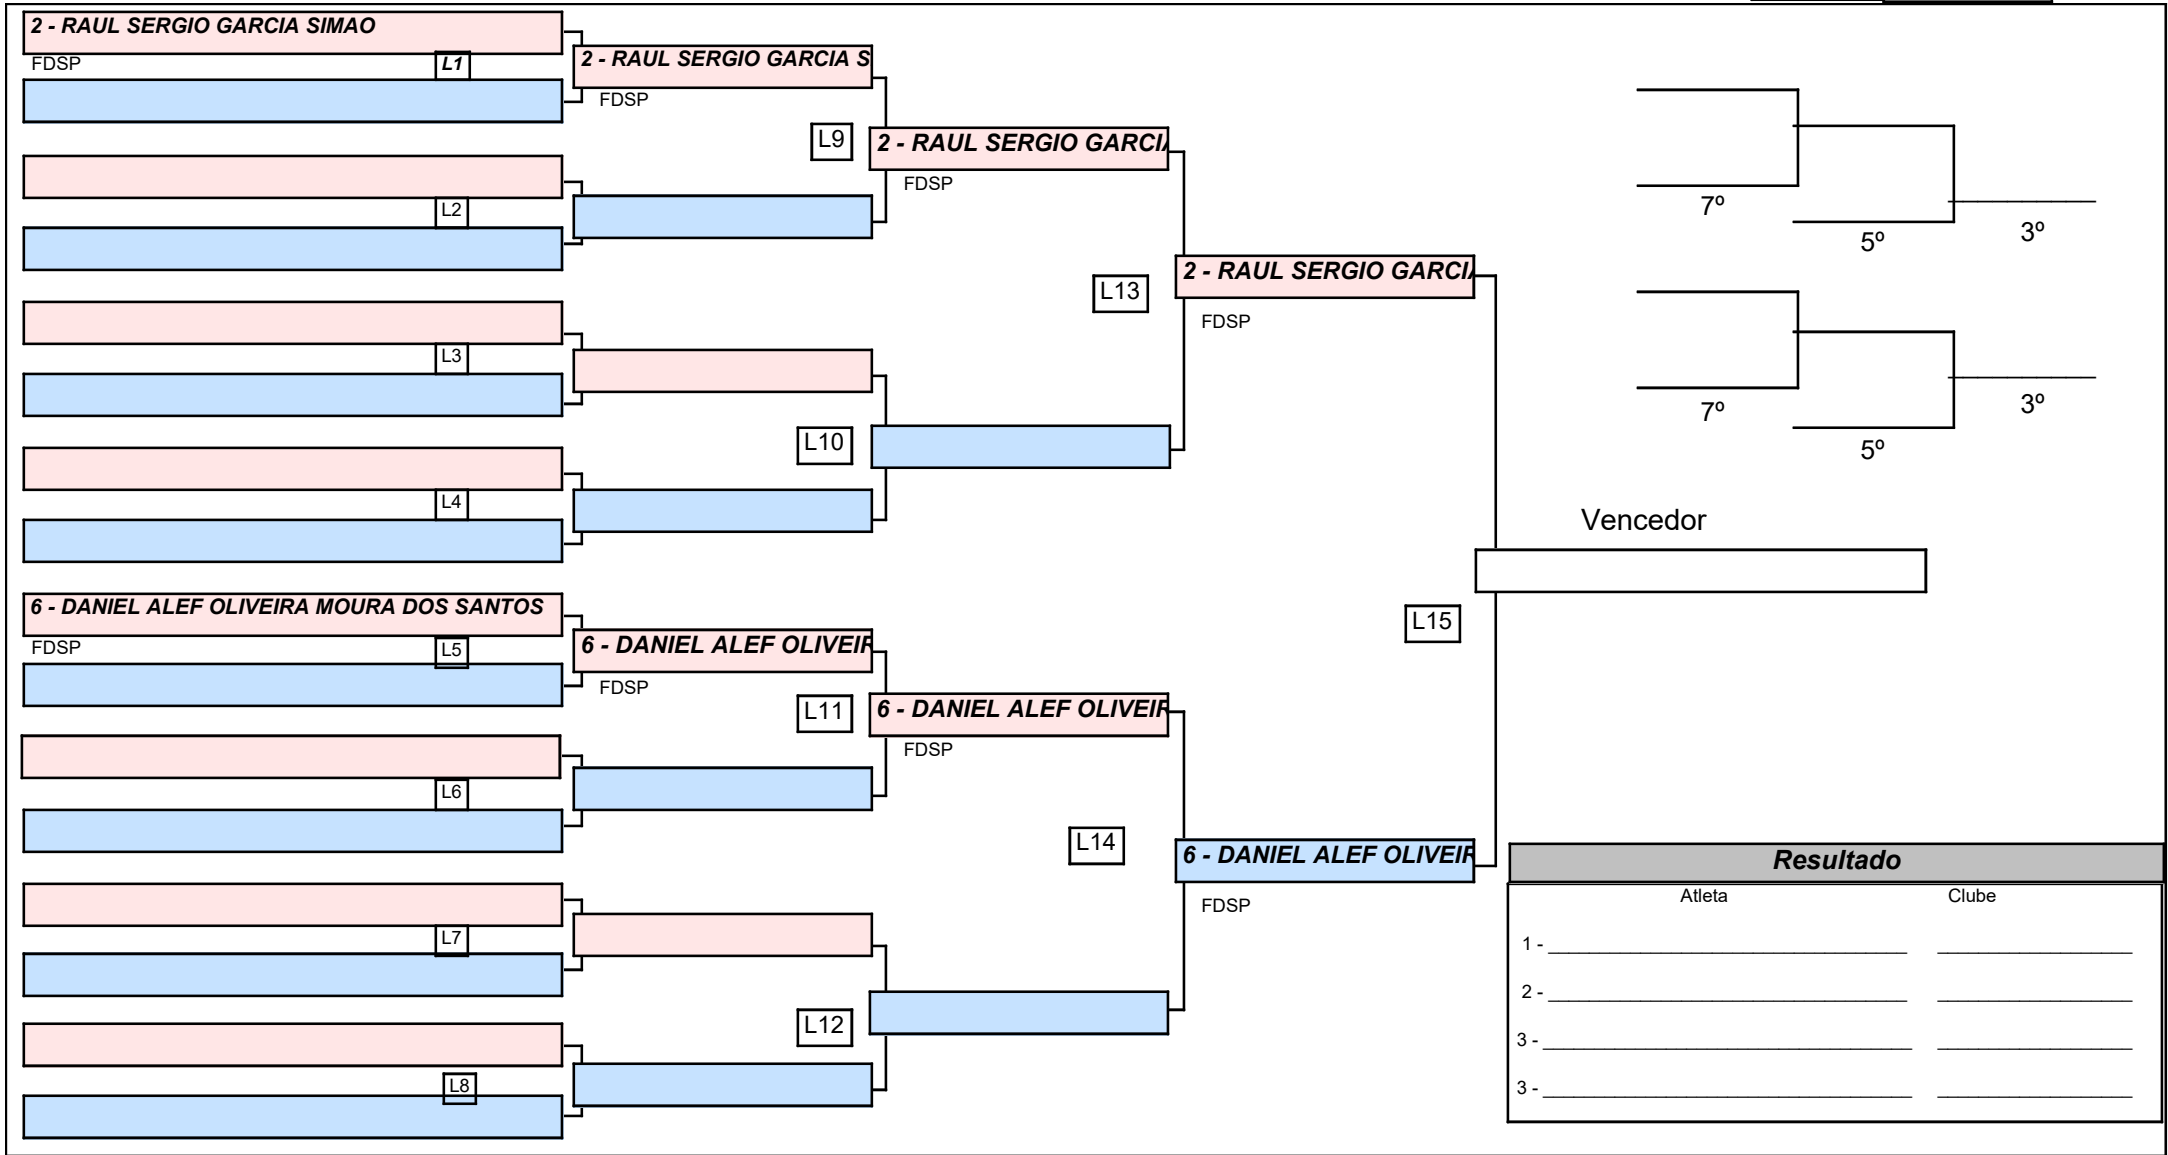 2 - RAUL SERGIO GARCIA SIMAO
FDSP
L1
2 - RAUL SERGIO GARCIA S
FDSP
L9
2 - RAUL SERGIO GARCIA
FDSP
L2
L3
L10
L4
L13
2 - RAUL SERGIO GARCIA
FDSP
7º
5º
3º
7º
5º
3º
Vencedor
L15
6 - DANIEL ALEF OLIVEIRA MOURA DOS SANTOS
FDSP
L5
6 - DANIEL ALEF OLIVEIR
FDSP
L11
6 - DANIEL ALEF OLIVEIR
FDSP
L6
L14
6 - DANIEL ALEF OLIVEIR
FDSP
L7
L12
L8
Resultado
Atleta Clube
1 -
2 -
3 -
3 -